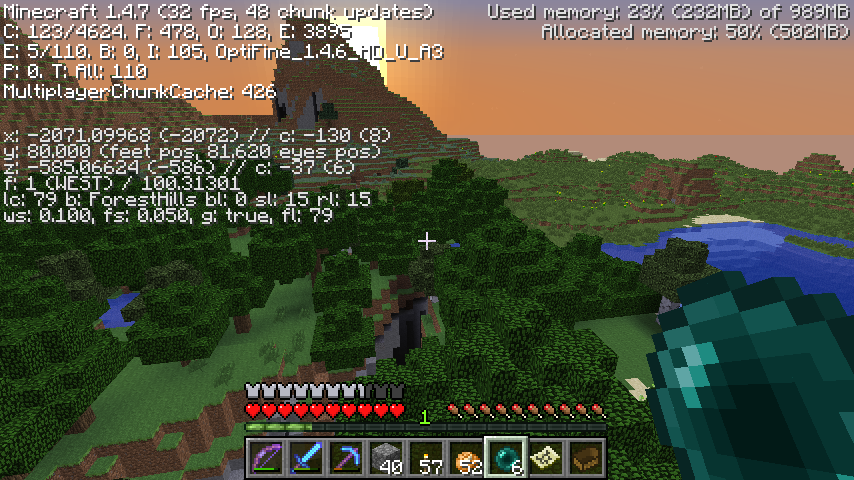 Minecraft 1.4.7 (32 fps, 48 chunk updates)
Used memory: 23% (232MB) of 989MB
C: 123/4624, F: 478, O: 128, E: 3895
Allocated memory: 50% (502MB)
E: 5/110, B: 0, I: 105, OptiFine_1.4.6_HD_U_A3
P: 0, T: All: 110
MultiplayerChunkCache: 426
x: -2071.09968 (-2072) // c: -130 (8)
y: 80.000 (feet pos, 81.620 eyes pos)
z: -585.06624 (-586) // c: -37 (6)
f: 1 (WEST) / 100.31301
lc: 79 b: ForestHills bl: 0 sl: 15 rl: 15
ws: 0.100, fs: 0.050, g: true, fl: 79
1
40 57 52 6